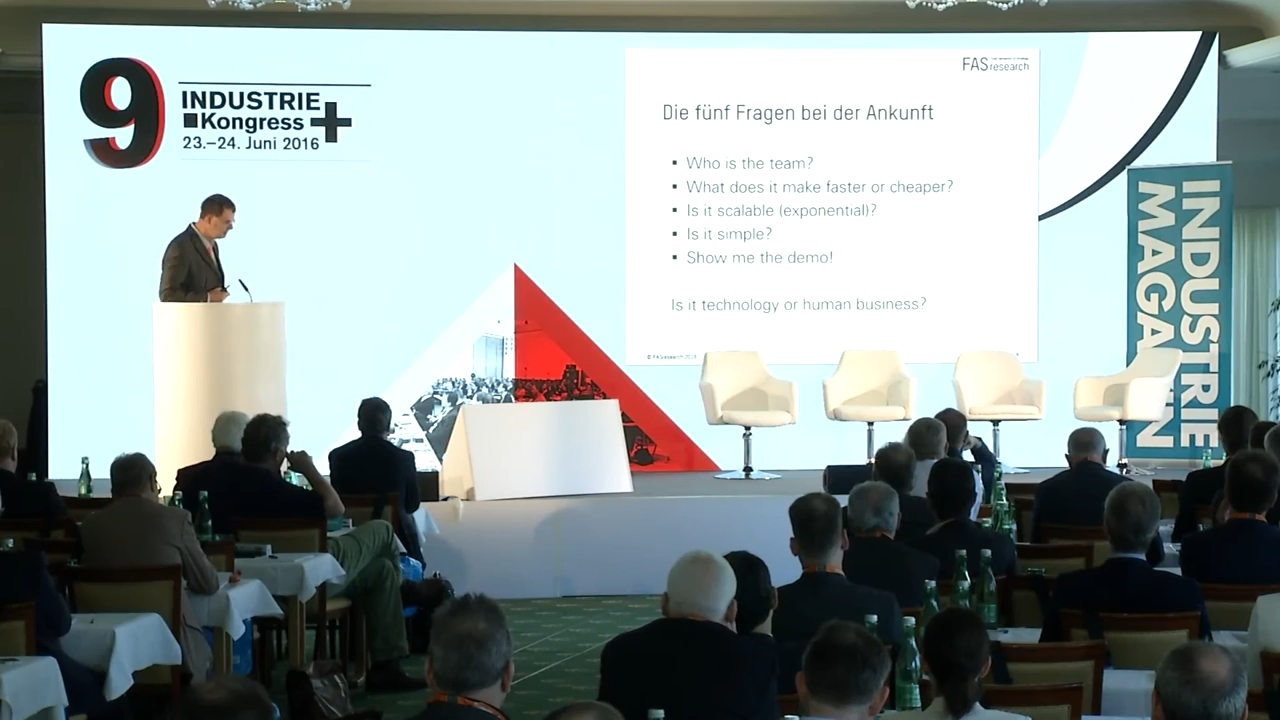 9
INDUSTRIE
Kongress +
23.–24. Juni 2016
FAS research
Die fünf Fragen bei der Ankunft
▪ Who is the team?
▪ What does it make faster or cheaper?
▪ Is it scalable (exponential)?
▪ Is it simple?
▪ Show me the demo!
Is it technology or human business?
INDUSTRIE